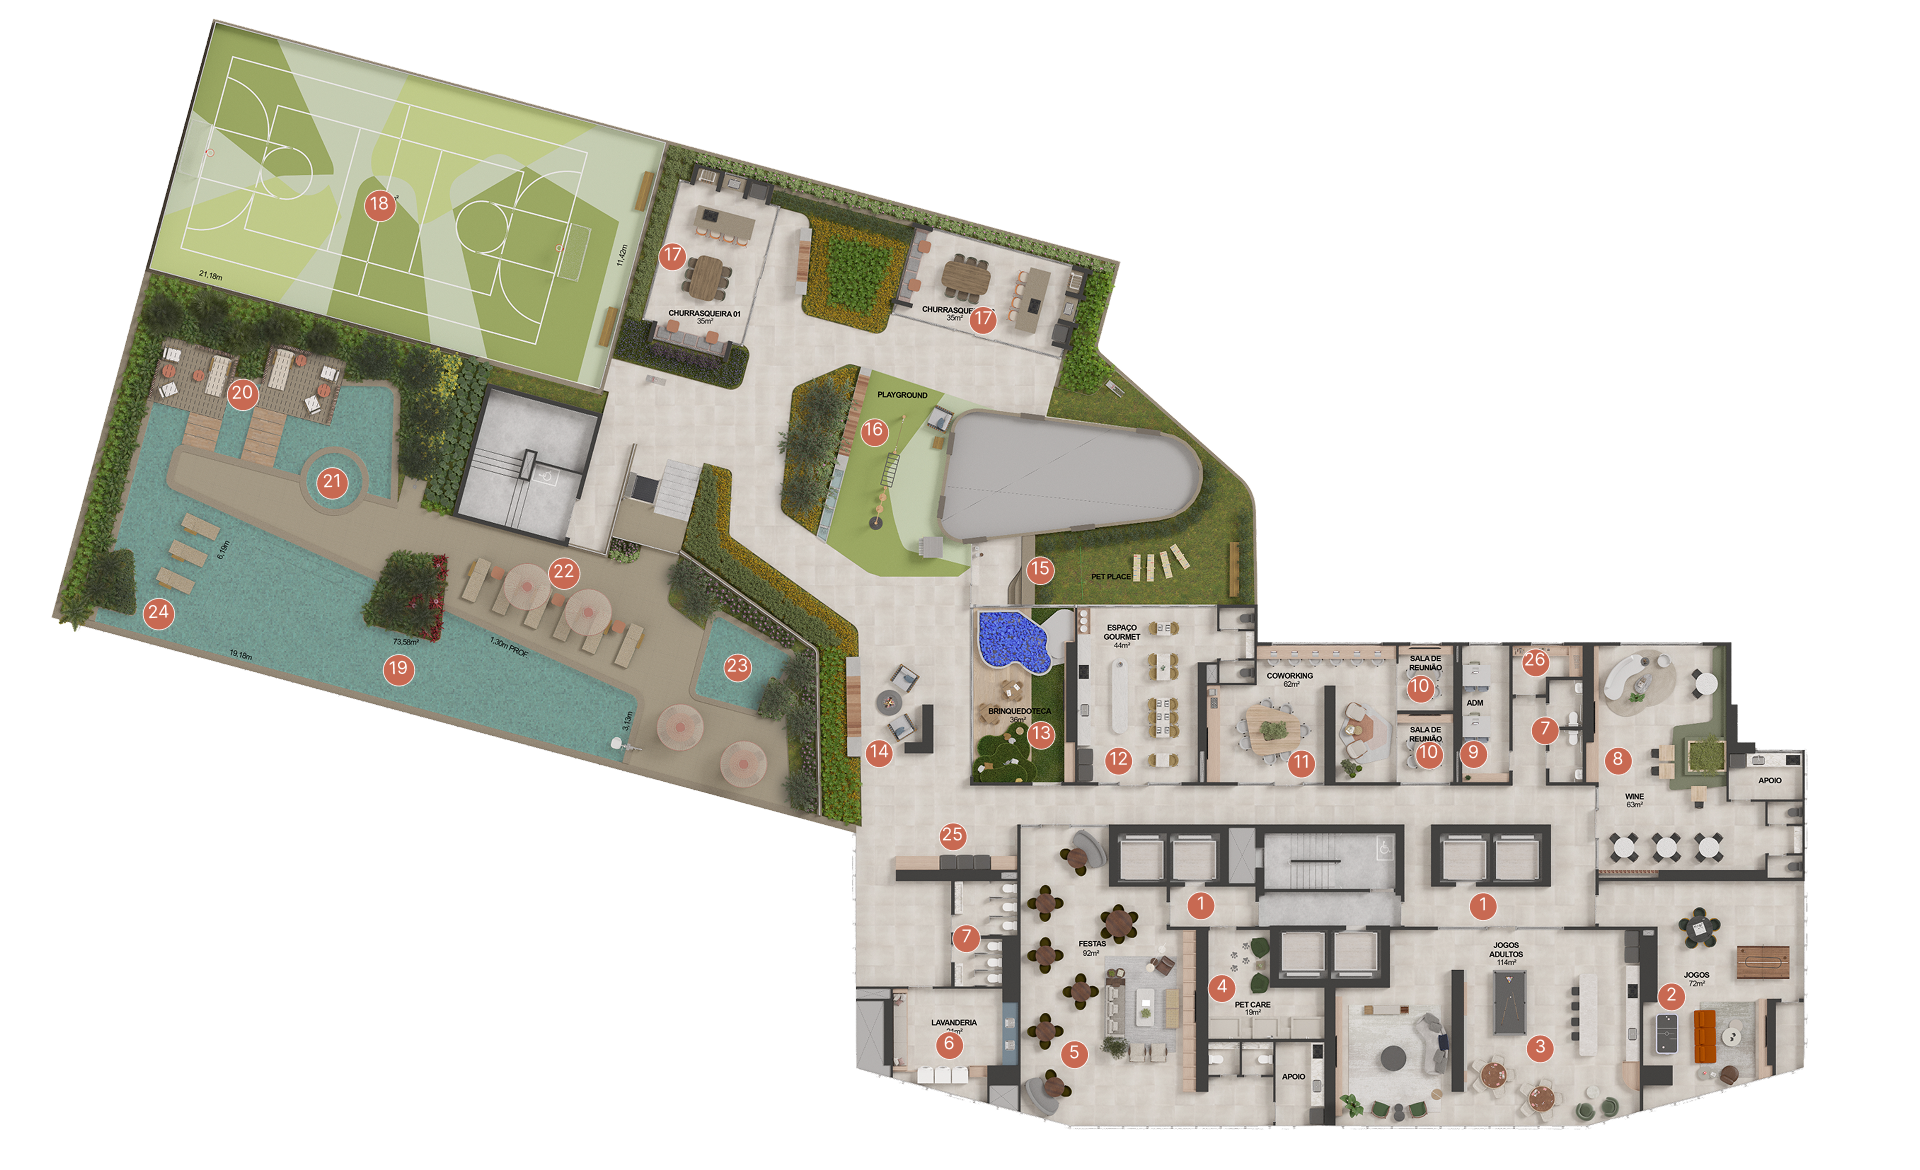 18
21,18m
11,42m
17
CHURRASQUEIRA 01
35m²
35m²
17
PLAYGROUND
16
20
21
22
24
6,19m
73,58m²
19
19,18m
1,30m PROF.
3,13m
23
15
PET PLACE
ESPAÇO
GOURMET
44m²
12
BRINQUEDOTECA
36m²
13
14
COWORKING
62m²
11
SALA DE
REUNIÃO
10
SALA DE
REUNIÃO
10
ADM
9
26
7
8
WINE
63m²
APOIO
25
7
LAVANDERIA
6
FESTAS
92m²
5
1
1
4
PET CARE
19m²
APOIO
JOGOS
ADULTOS
114m²
3
JOGOS
72m²
2